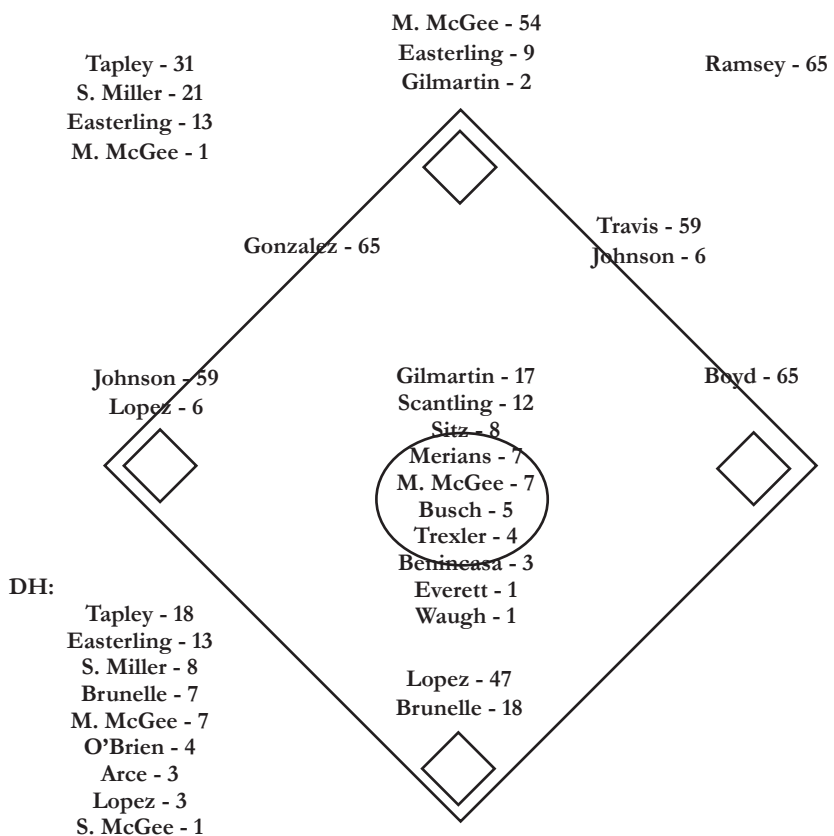 M. McGee - 54
Easterling - 9
Gilmartin - 2
Tapley - 31
S. Miller - 21
Easterling - 13
M. McGee - 1
Ramsey - 65
Gonzalez - 65
Travis - 59
Johnson - 6
Johnson - 59
Lopez - 6
Gilmartin - 17
Scantling - 12
Sitz - 8
Merians - 7
M. McGee - 7
Busch - 5
Trexler - 4
Benincasa - 3
Everett - 1
Waugh - 1
Boyd - 65
DH:
Tapley - 18
Easterling - 13
S. Miller - 8
Brunelle - 7
M. McGee - 7
O'Brien - 4
Arce - 3
Lopez - 3
S. McGee - 1
Lopez - 47
Brunelle - 18